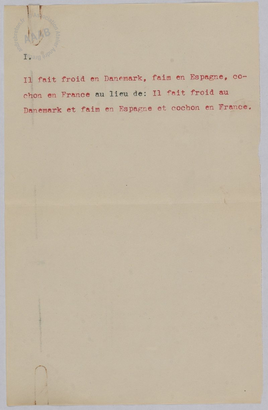 I.
Il fait froid en Danemark, faim en Espagne, co-
chon en France au lieu de: Il fait froid au
Danemark et faim en Espagne et cochon en France.